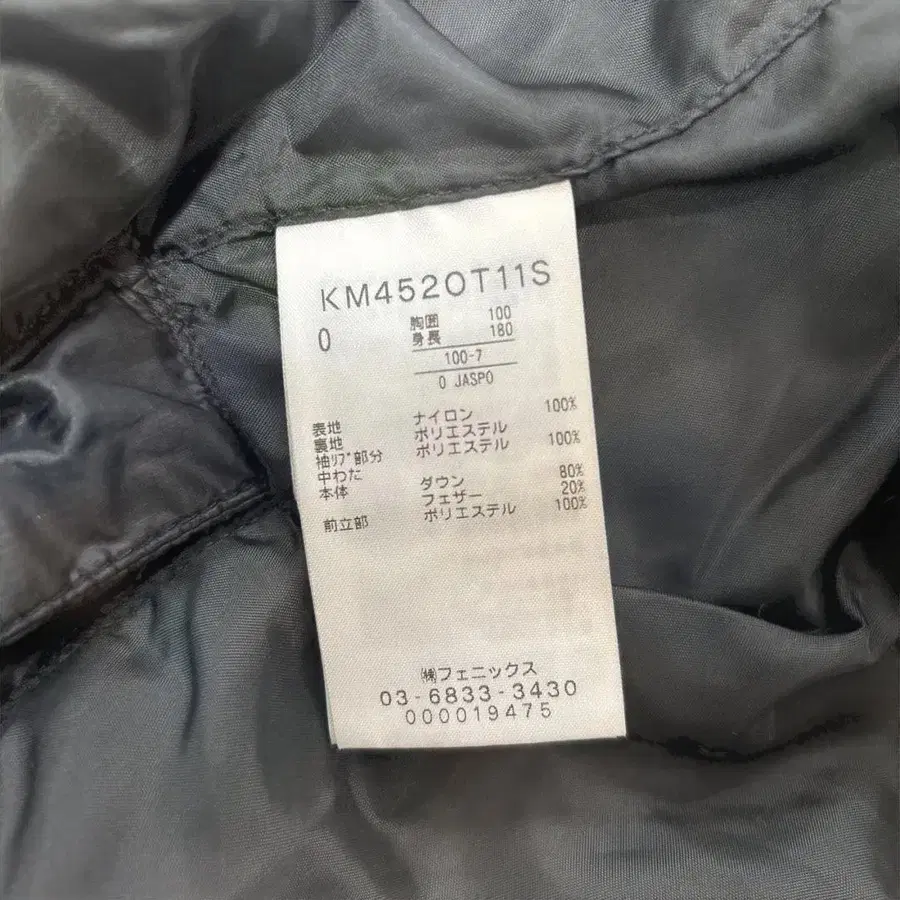 KM452OT11S
0 胸囲 100
身長 180
100-7
O JASPO
表地 ナイロン 100%
裏地 ポリエステル
袖リブ部分 ポリエステル 100%
中わた
本体 ダウン 80%
フェザー 20%
前立部 ポリエステル 100%
㈱フェニックス
03-6833-3430
000019475